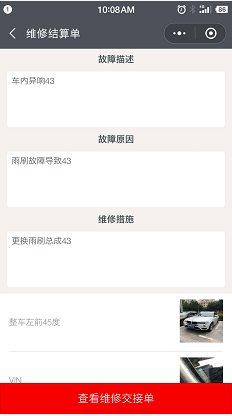 10:08AM
86
维修结算单
故障描述
车内异响43
故障原因
雨刷故障导致43
维修措施
更换雨刷总成43
整车左前45度
VIN
查看维修交接单